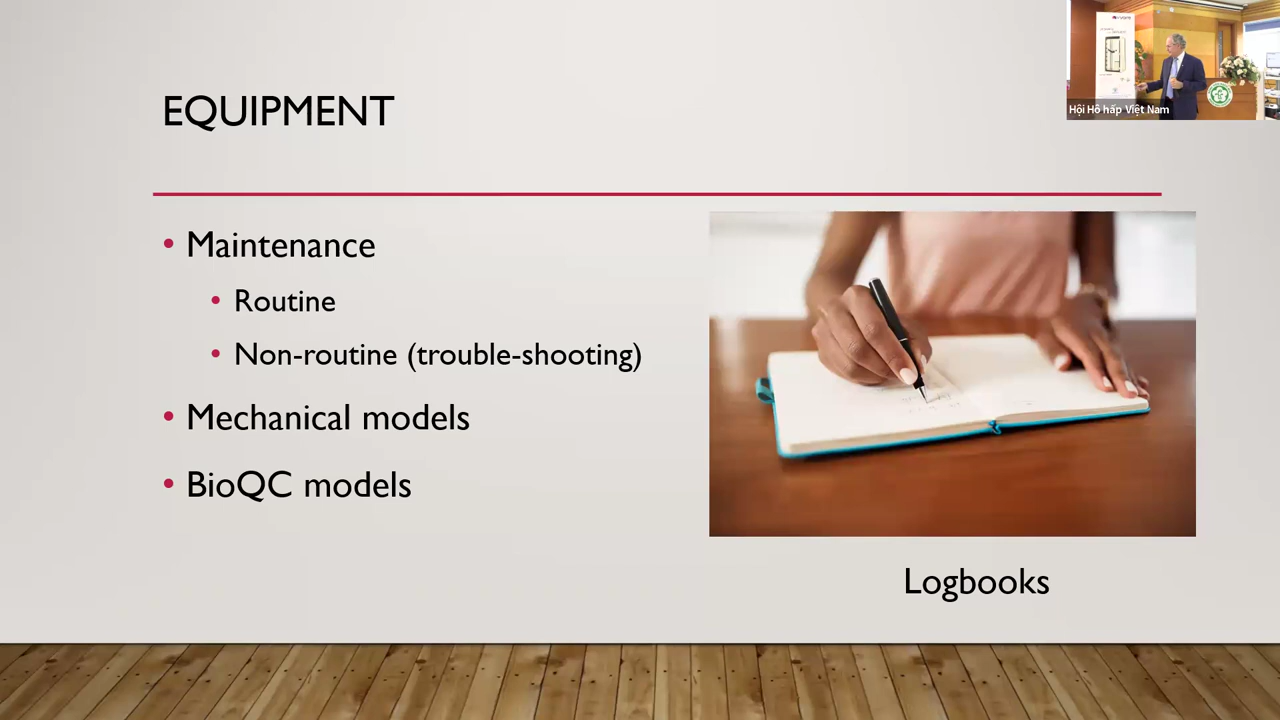 EQUIPMENT
• Maintenance
• Routine
• Non-routine (trouble-shooting)
• Mechanical models
• BioQC models
Logbooks
Hội Hô hấp Việt Nam